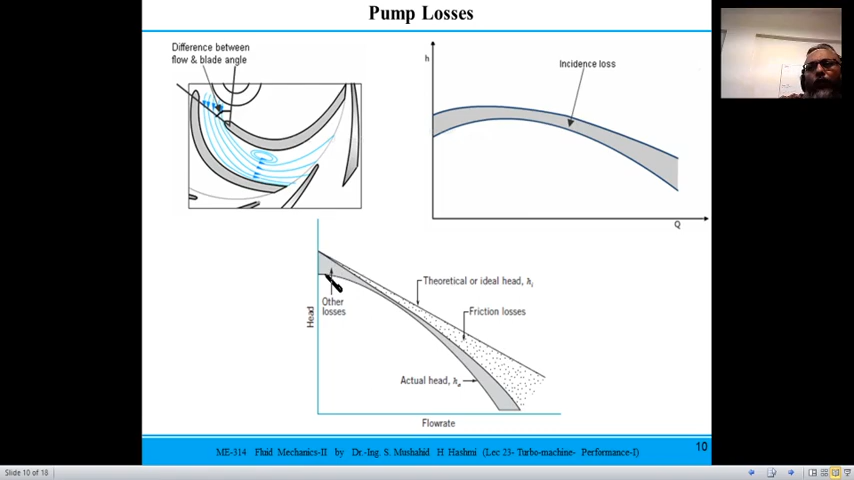 Pump Losses
Difference between
flow & blade angle
h
Incidence loss
Q
Theoretical or ideal head, hi
Other
losses
Friction losses
Head
Actual head, ha
Flowrate
ME-314 Fluid Mechanics-II by Dr.-Ing. S. Mushahid H Hashmi (Lec 23- Turbo-machine- Performance-I)
10
Slide 10 of 18